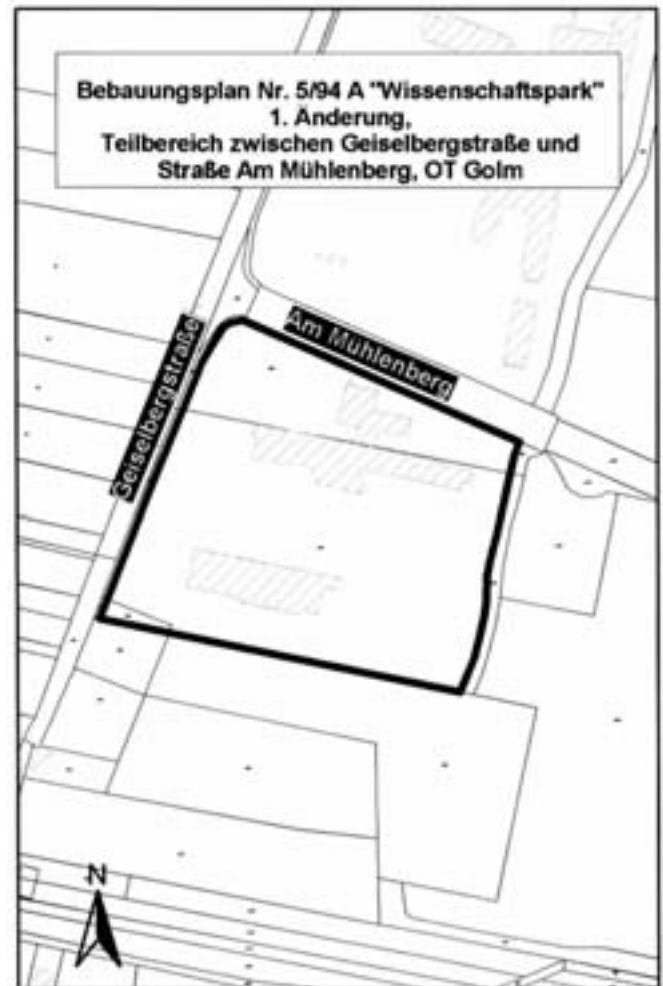 Bebauungsplan Nr. 5/94 A "Wissenschaftspark"
1. Änderung,
Teilbereich zwischen Geiselbergstraße und
Straße Am Mühlenberg, OT Golm
Am Mühlenberg
Geiselbergstraße
N